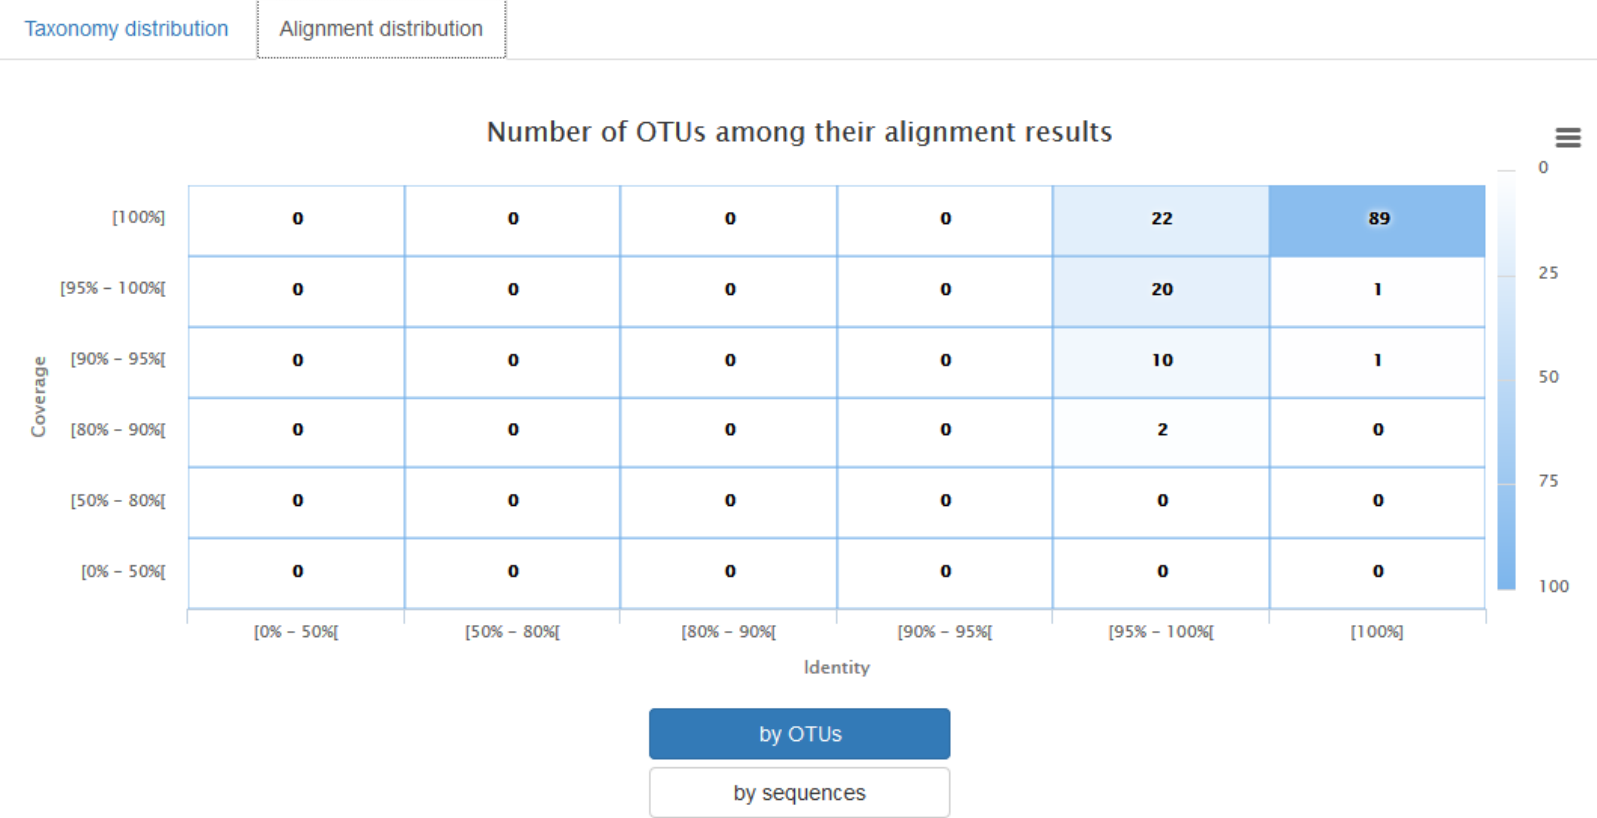 Taxonomy distribution Alignment distribution
Number of OTUs among their alignment results
0
[100%] 0 0 0 0 22 89
25
[95% - 100%[ 0 0 0 0 20 1
Coverage
[90% - 95%[ 0 0 0 0 10 1
50
[80% - 90%[ 0 0 0 0 2 0
75
[50% - 80%[ 0 0 0 0 0 0
[0% - 50%[ 0 0 0 0 0 0
100
[0% - 50%[ [50% - 80%[ [80% - 90%[ [90% - 95%[ [95% - 100%[ [100%]
Identity
by OTUs
by sequences